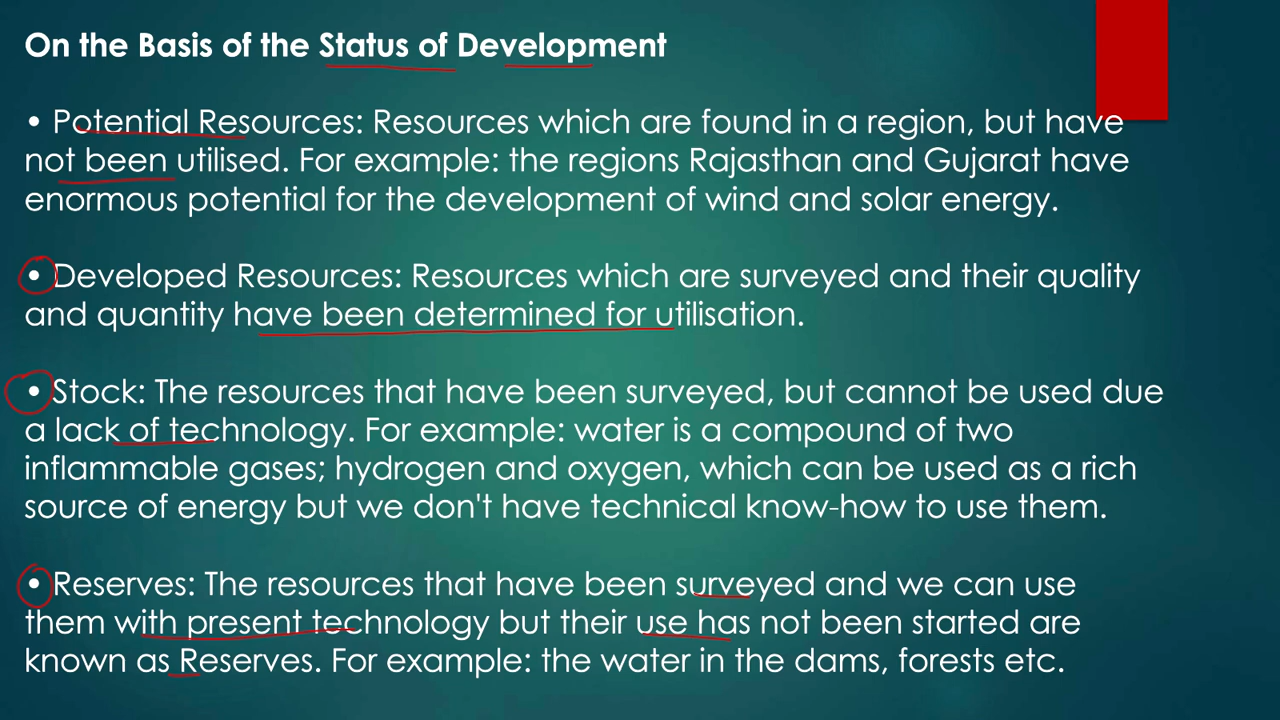 On the Basis of the Status of Development
• Potential Resources: Resources which are found in a region, but have
not been utilised. For example: the regions Rajasthan and Gujarat have
enormous potential for the development of wind and solar energy.
• Developed Resources: Resources which are surveyed and their quality
and quantity have been determined for utilisation.
• Stock: The resources that have been surveyed, but cannot be used due
a lack of technology. For example: water is a compound of two
inflammable gases; hydrogen and oxygen, which can be used as a rich
source of energy but we don't have technical know-how to use them.
• Reserves: The resources that have been surveyed and we can use
them with present technology but their use has not been started are
known as Reserves. For example: the water in the dams, forests etc.